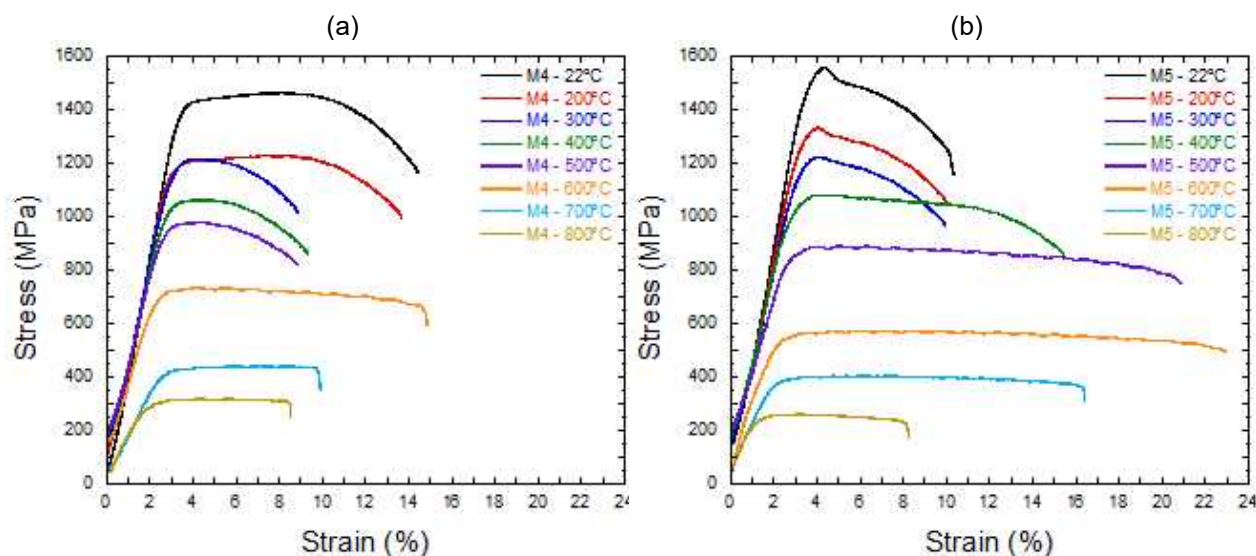 (a)
1600
1400
1200
1000
800
600
400
200
0
Stress (MPa)
M4 - 22ºC
M4 - 200ºC
M4 - 300ºC
M4 - 400ºC
M4 - 500ºC
M4 - 600ºC
M4 - 700ºC
M4 - 800ºC
0 2 4 6 8 10 12 14 16 18 20 22 24
Strain (%)
(b)
1600
1400
1200
1000
800
600
400
200
0
Stress (MPa)
M5 - 22ºC
M5 - 200ºC
M5 - 300ºC
M5 - 400ºC
M5 - 500ºC
M5 - 600ºC
M5 - 700ºC
M5 - 800ºC
0 2 4 6 8 10 12 14 16 18 20 22 24
Strain (%)